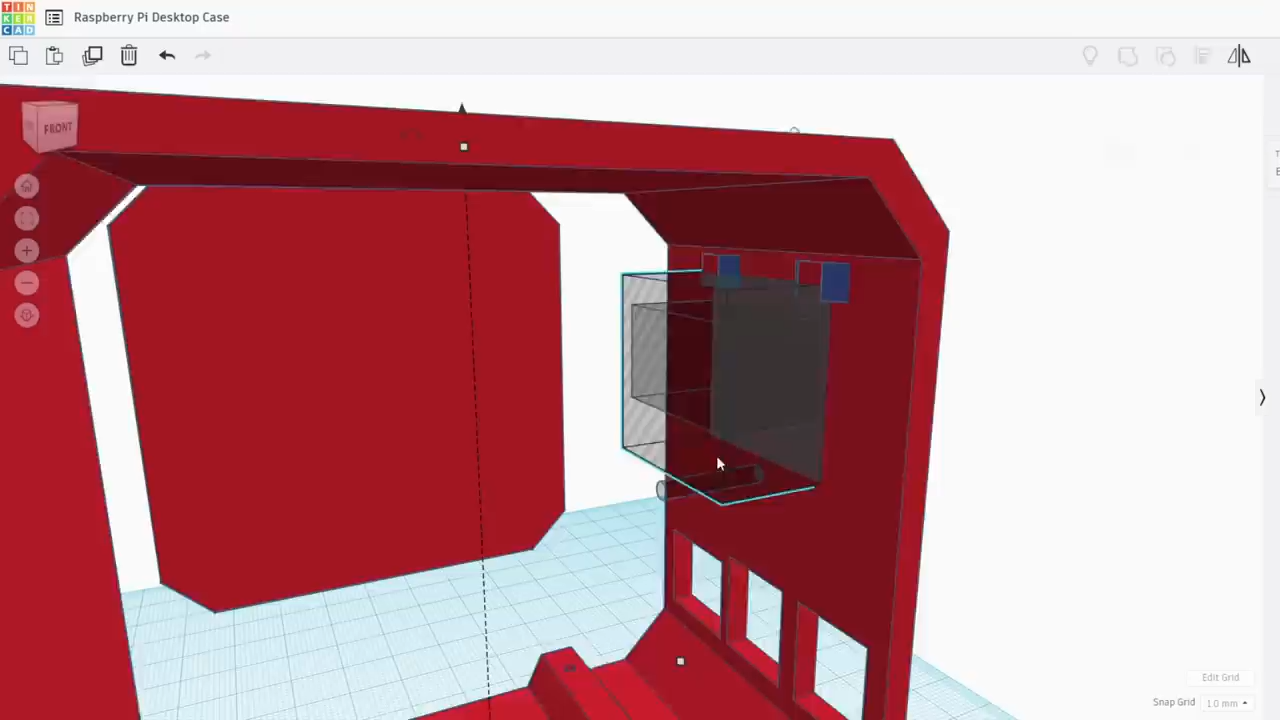 TIN
KER
CAD
Raspberry Pi Desktop Case
FRONT
T
E
Edit Grid
Snap Grid
1.0 mm